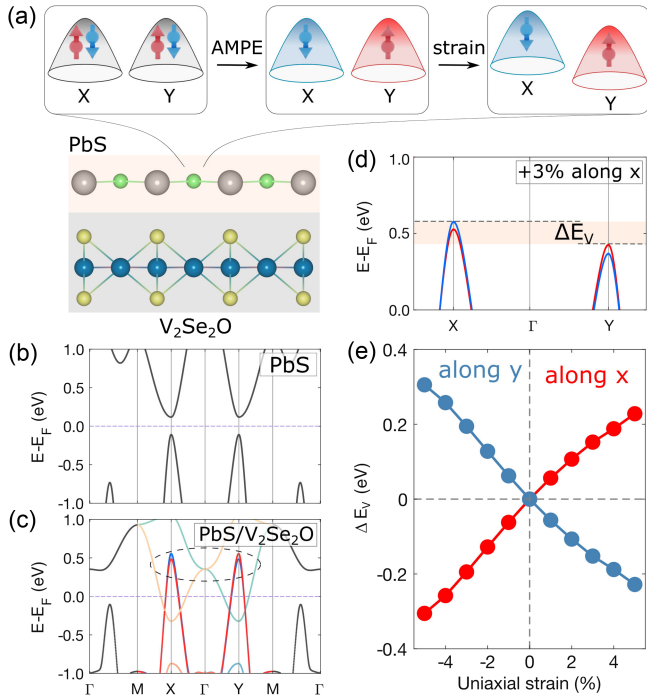 (a)
X Y
AMPE
X Y
strain
X
Y
PbS
V2Se2O
(b)
PbS
1.0
0.5
0.0
-0.5
-1.0
E-EF (eV)
(c)
PbS/V2Se2O
1.0
0.5
0.0
-0.5
-1.0
E-EF (eV)
Γ M X Γ Y M Γ
(d)
+3% along x
1.0
0.5
0.0
E-EF (eV)
ΔEV
X Γ Y
(e)
along y
along x
0.4
0.2
0
-0.2
-0.4
Δ EV (eV)
-4 -2 0 2 4
Uniaxial strain (%)